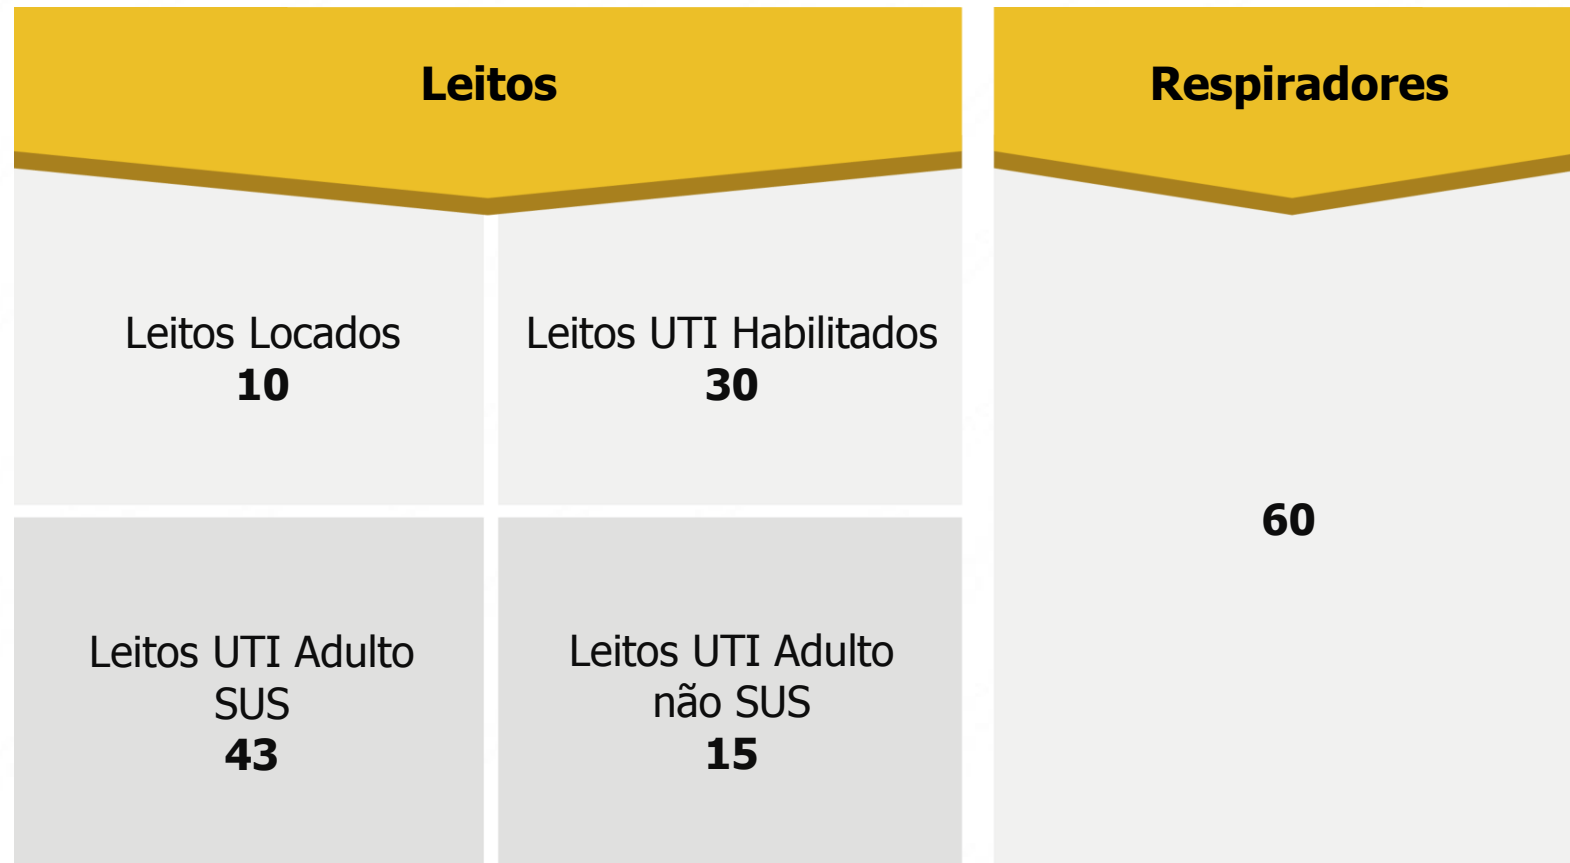 Leitos
Leitos Locados
10
Leitos UTI Habilitados
30
Leitos UTI Adulto
SUS
43
Leitos UTI Adulto
não SUS
15
Respiradores
60